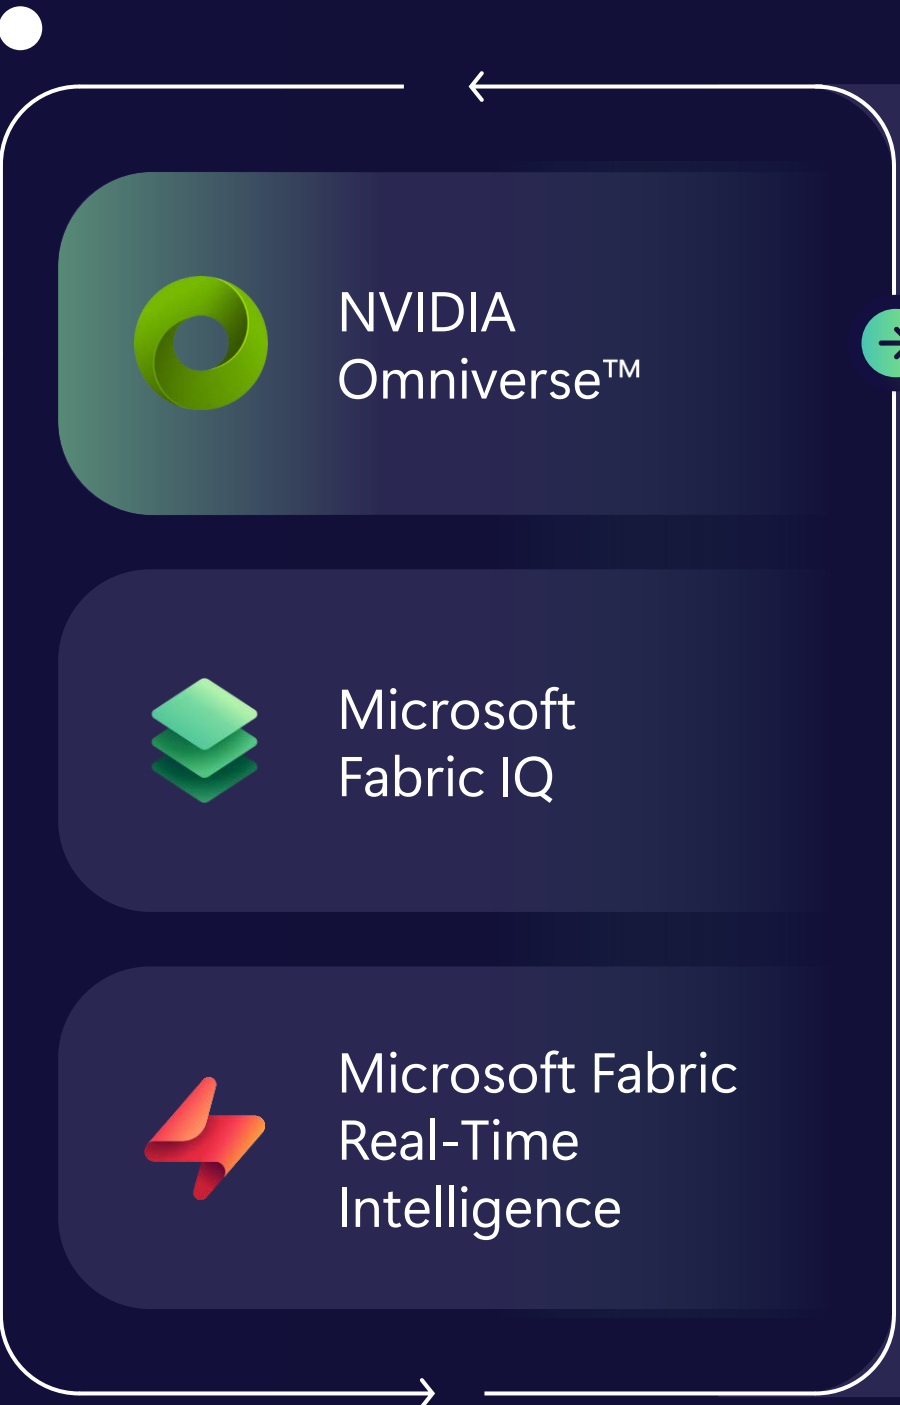 NVIDIA
Omniverse™
Microsoft
Fabric IQ
Microsoft Fabric
Real-Time
Intelligence